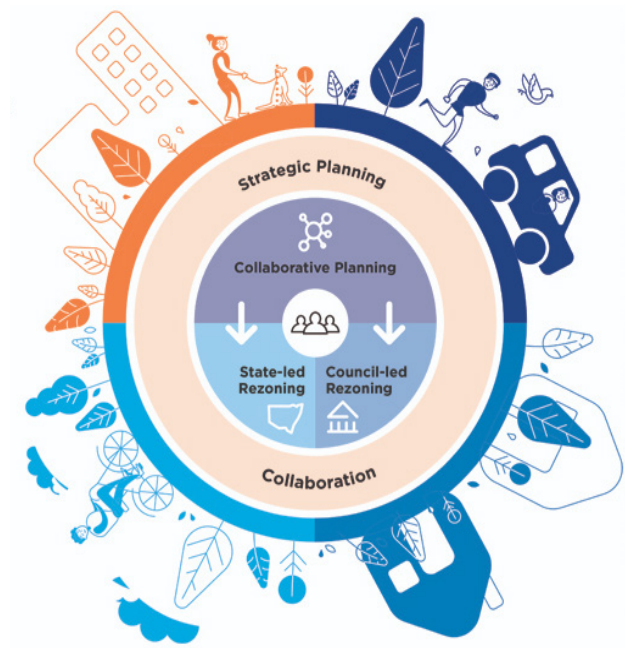 Strategic Planning
Collaborative Planning
State-led
Rezoning
Council-led
Rezoning
Collaboration